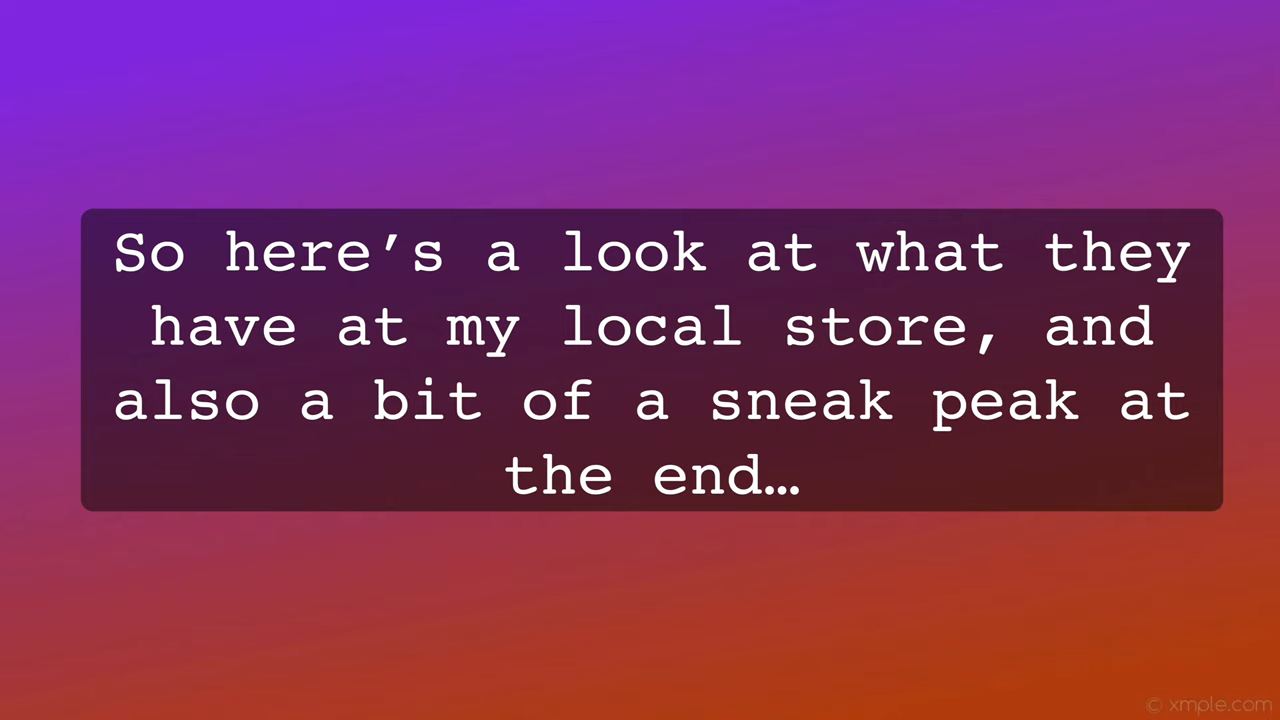 So here’s a look at what they
have at my local store, and
also a bit of a sneak peak at
the end…
© xmple.com